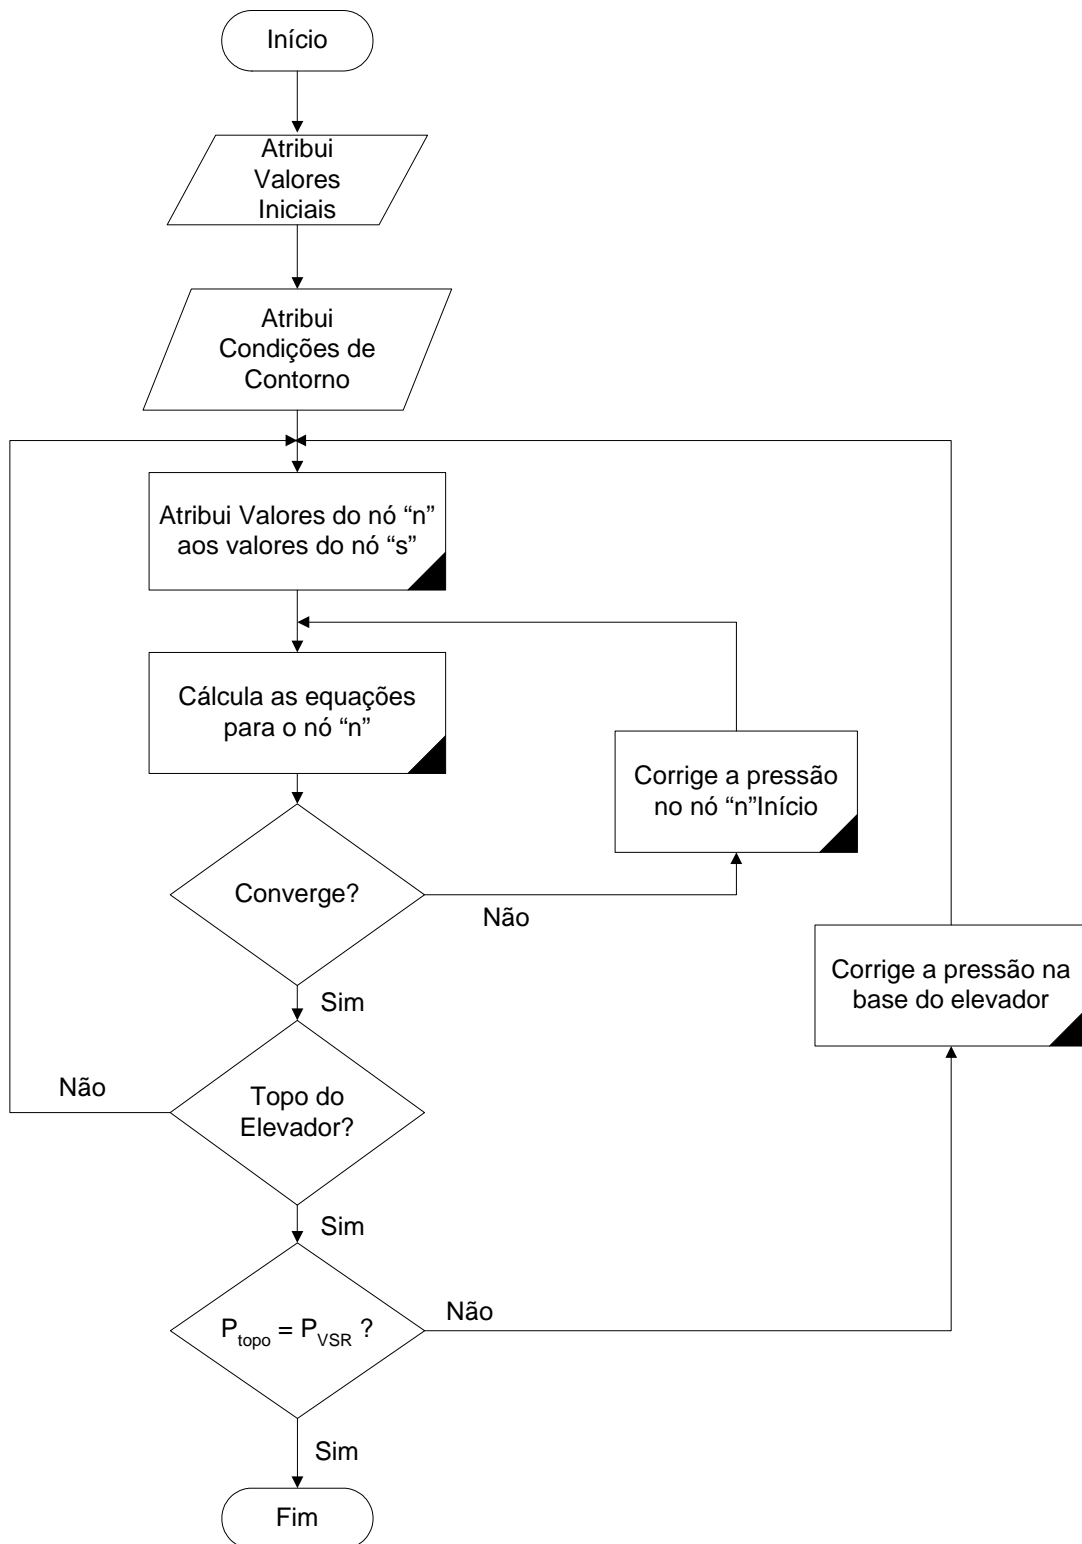 Início
Atribui
Valores
Iniciais
Atribui
Condições de
Contorno
Atribui Valores do nó “n”
aos valores do nó “s”
Cálcula as equações
para o nó “n”
Corrige a pressão
no nó “n”Início
Converge?
Não
Corrige a pressão na
base do elevador
Sim
Não
Topo do
Elevador?
Sim
Não
P_topo = P_VSR ?
Sim
Fim